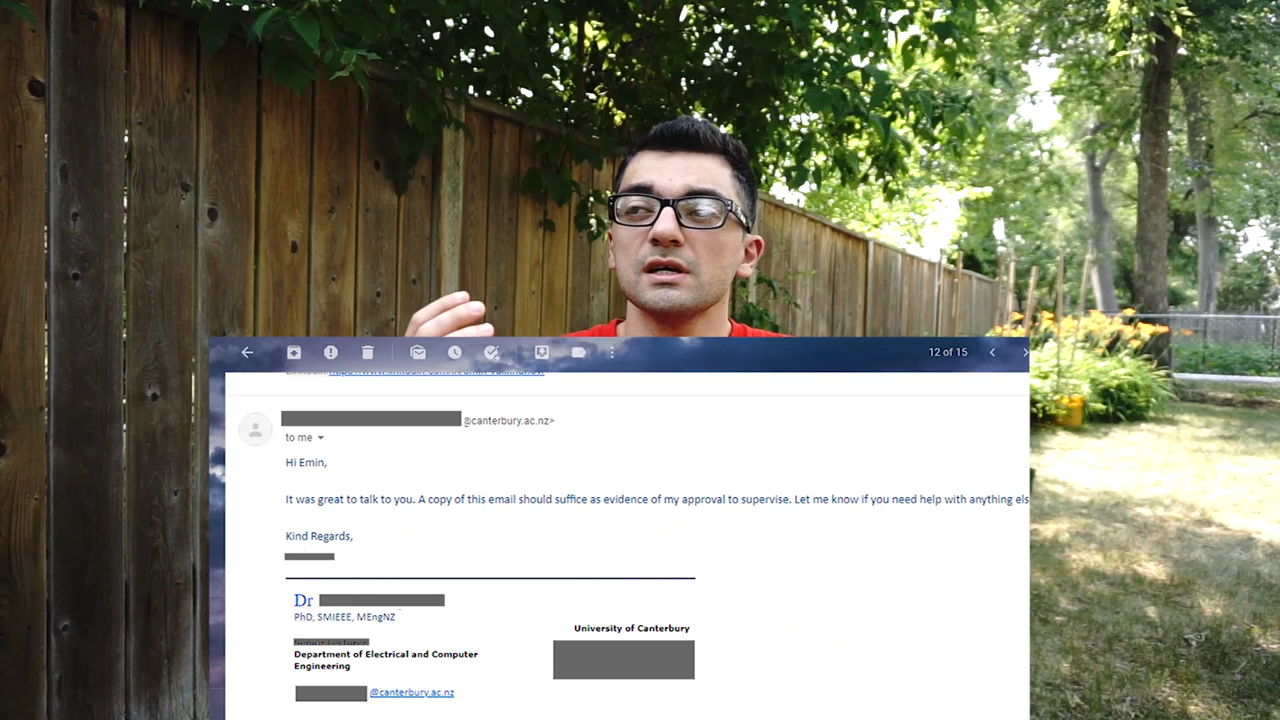 12 of 15
@canterbury.ac.nz>
to me
Hi Emin,
It was great to talk to you. A copy of this email should suffice as evidence of my approval to supervise. Let me know if you need help with anything els
Kind Regards,
Dr
PhD, SMIEEE, MEngNZ
University of Canterbury
Department of Electrical and Computer
Engineering
@canterbury.ac.nz